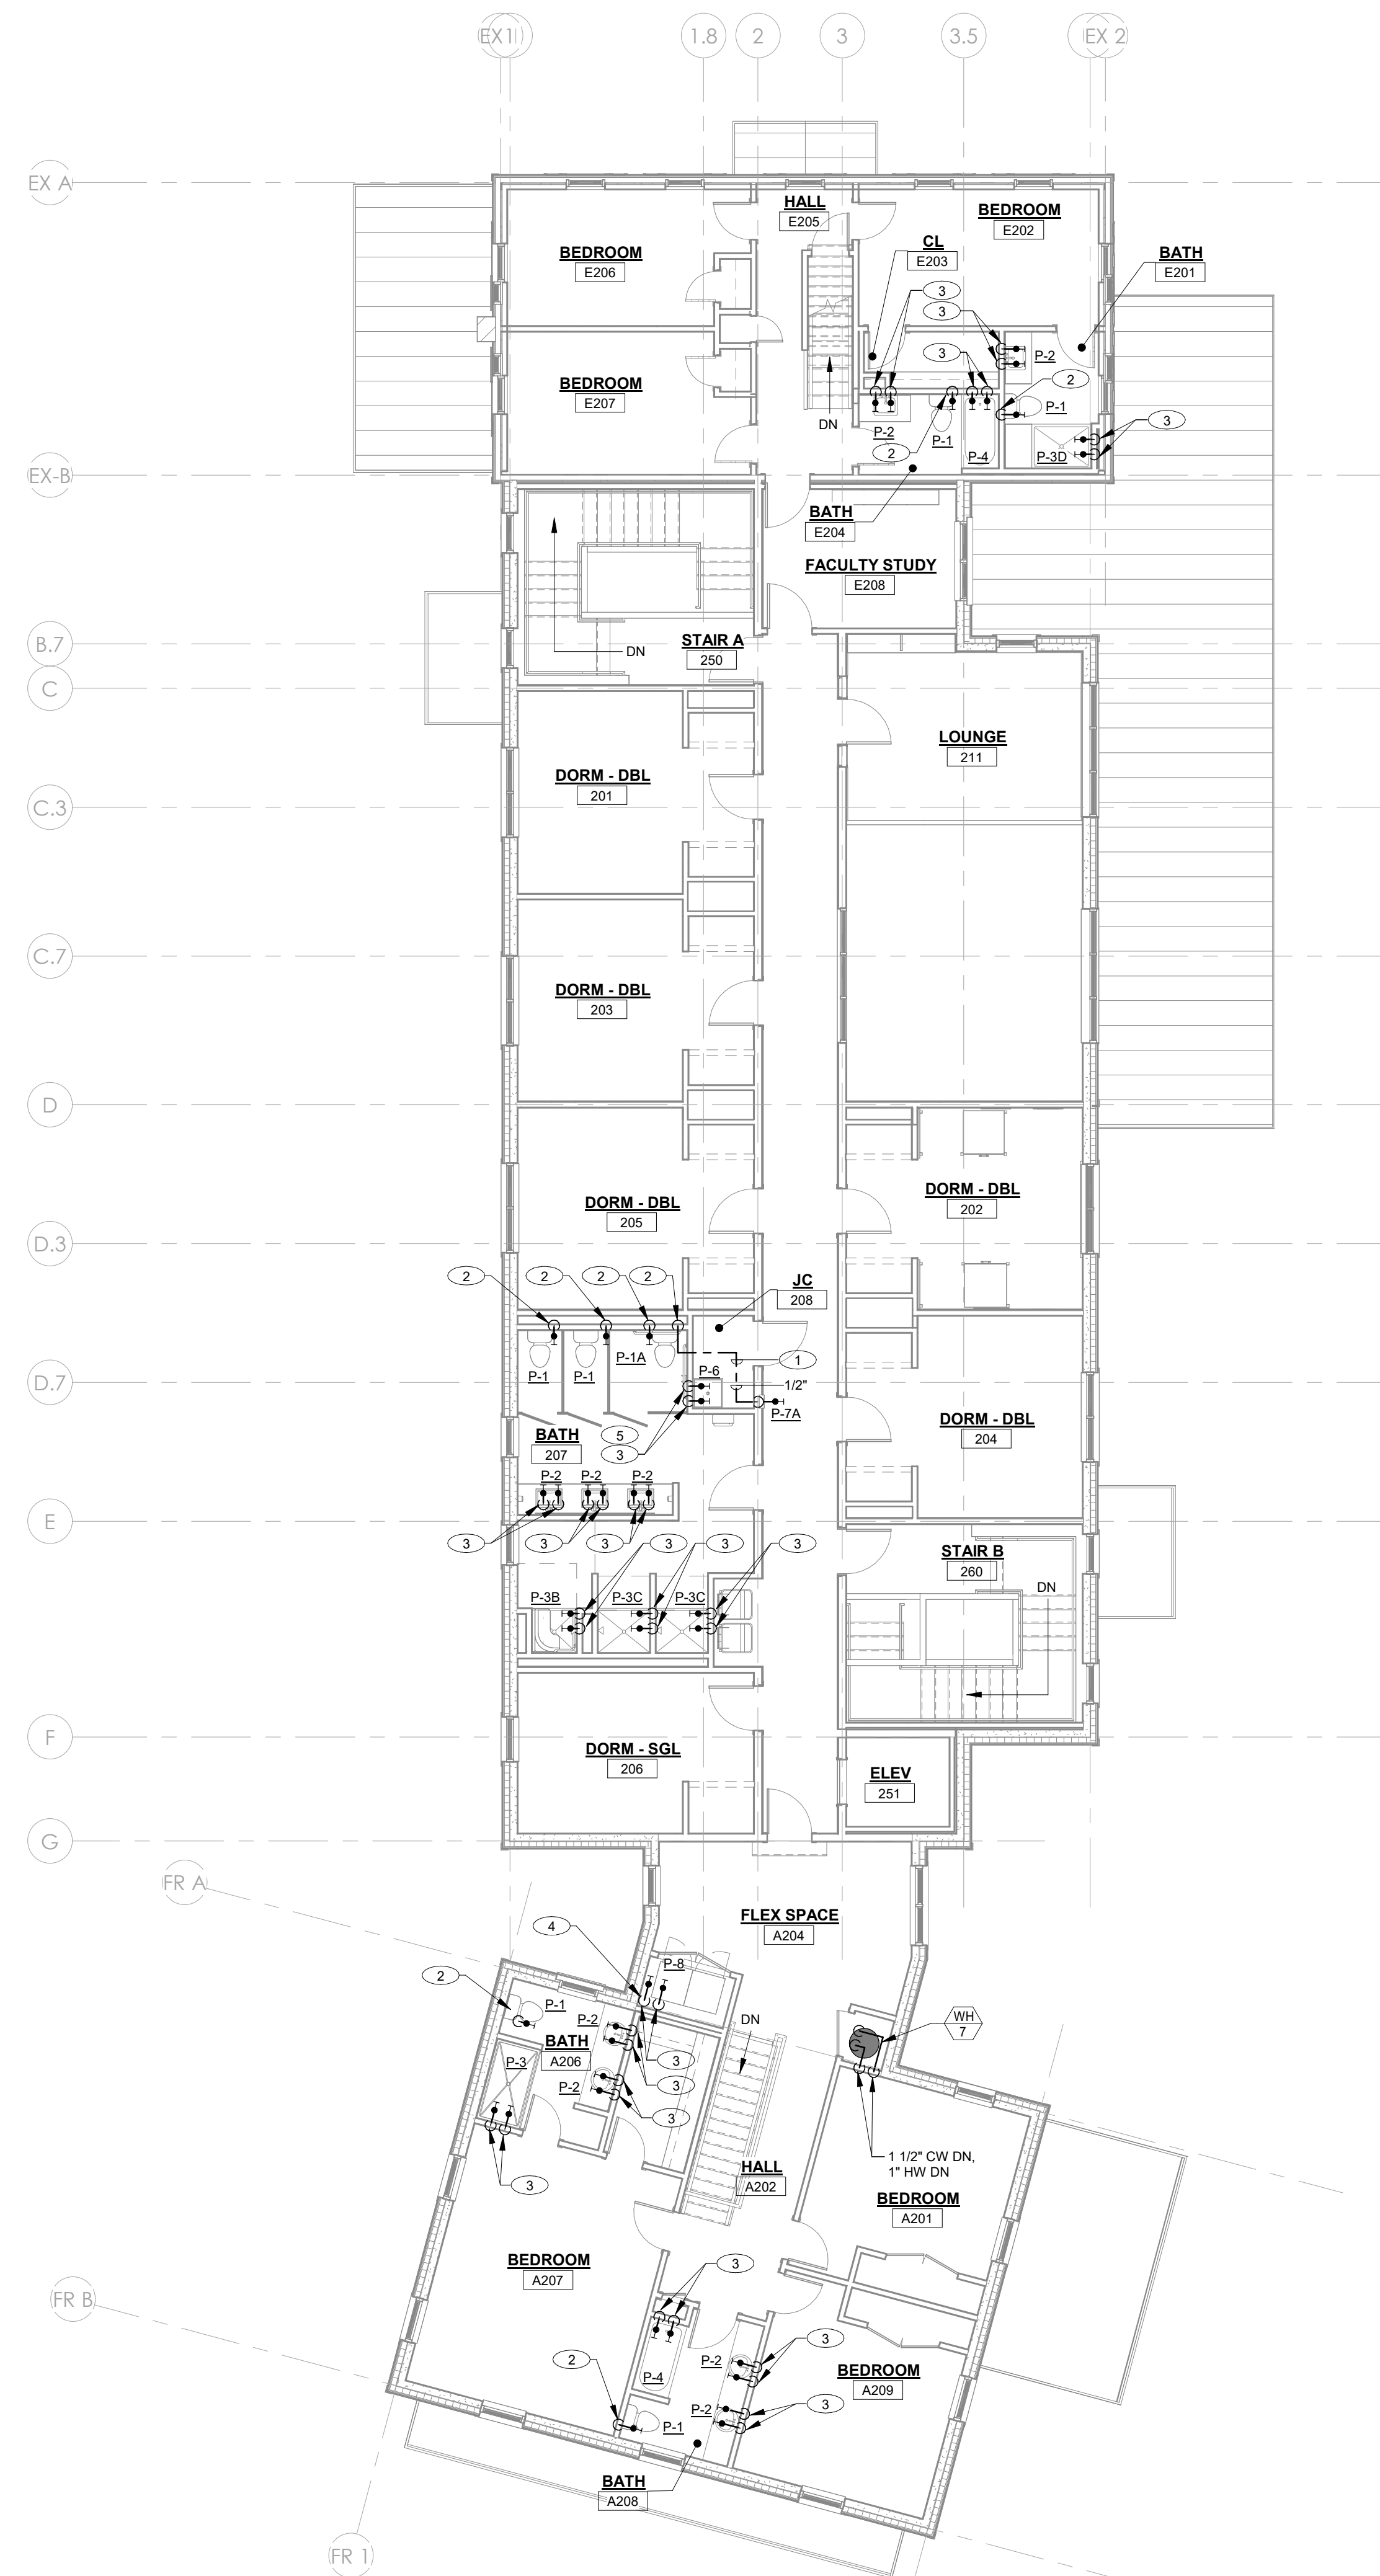 EX 1
1.8
2
3
3.5
EX 2
EX A
HALL
E205
BEDROOM
E202
CL
E203
BATH
E201
BEDROOM
E206
3
3
3
P-2
2
P-1
BEDROOM
E207
DN
P-2
P-1
2
P-4
P-3D
3
EX-B
BATH
E204
FACULTY STUDY
E208
B.7
STAIR A
250
DN
C
LOUNGE
211
DORM - DBL
201
C.3
C.7
DORM - DBL
203
D
DORM - DBL
205
DORM - DBL
202
D.3
2
2
2
2
JC
208
P-1
P-1
P-1A
1
P-6
1/2"
P-7A
D.7
DORM - DBL
204
BATH
207
5
3
P-2
P-2
P-2
E
3
3
3
3
3
3
STAIR B
260
DN
P-3B
P-3C
P-3C
F
DORM - SGL
206
ELEV
251
G
FR A
FLEX SPACE
A204
4
P-8
2
P-1
P-2
DN
WH
7
BATH
A206
P-3
P-2
3
3
3
3
1 1/2" CW DN,
1" HW DN
HALL
A202
BEDROOM
A201
BEDROOM
A207
3
FR B
2
P-4
P-2
3
BEDROOM
A209
P-2
3
P-1
BATH
A208
FR 1